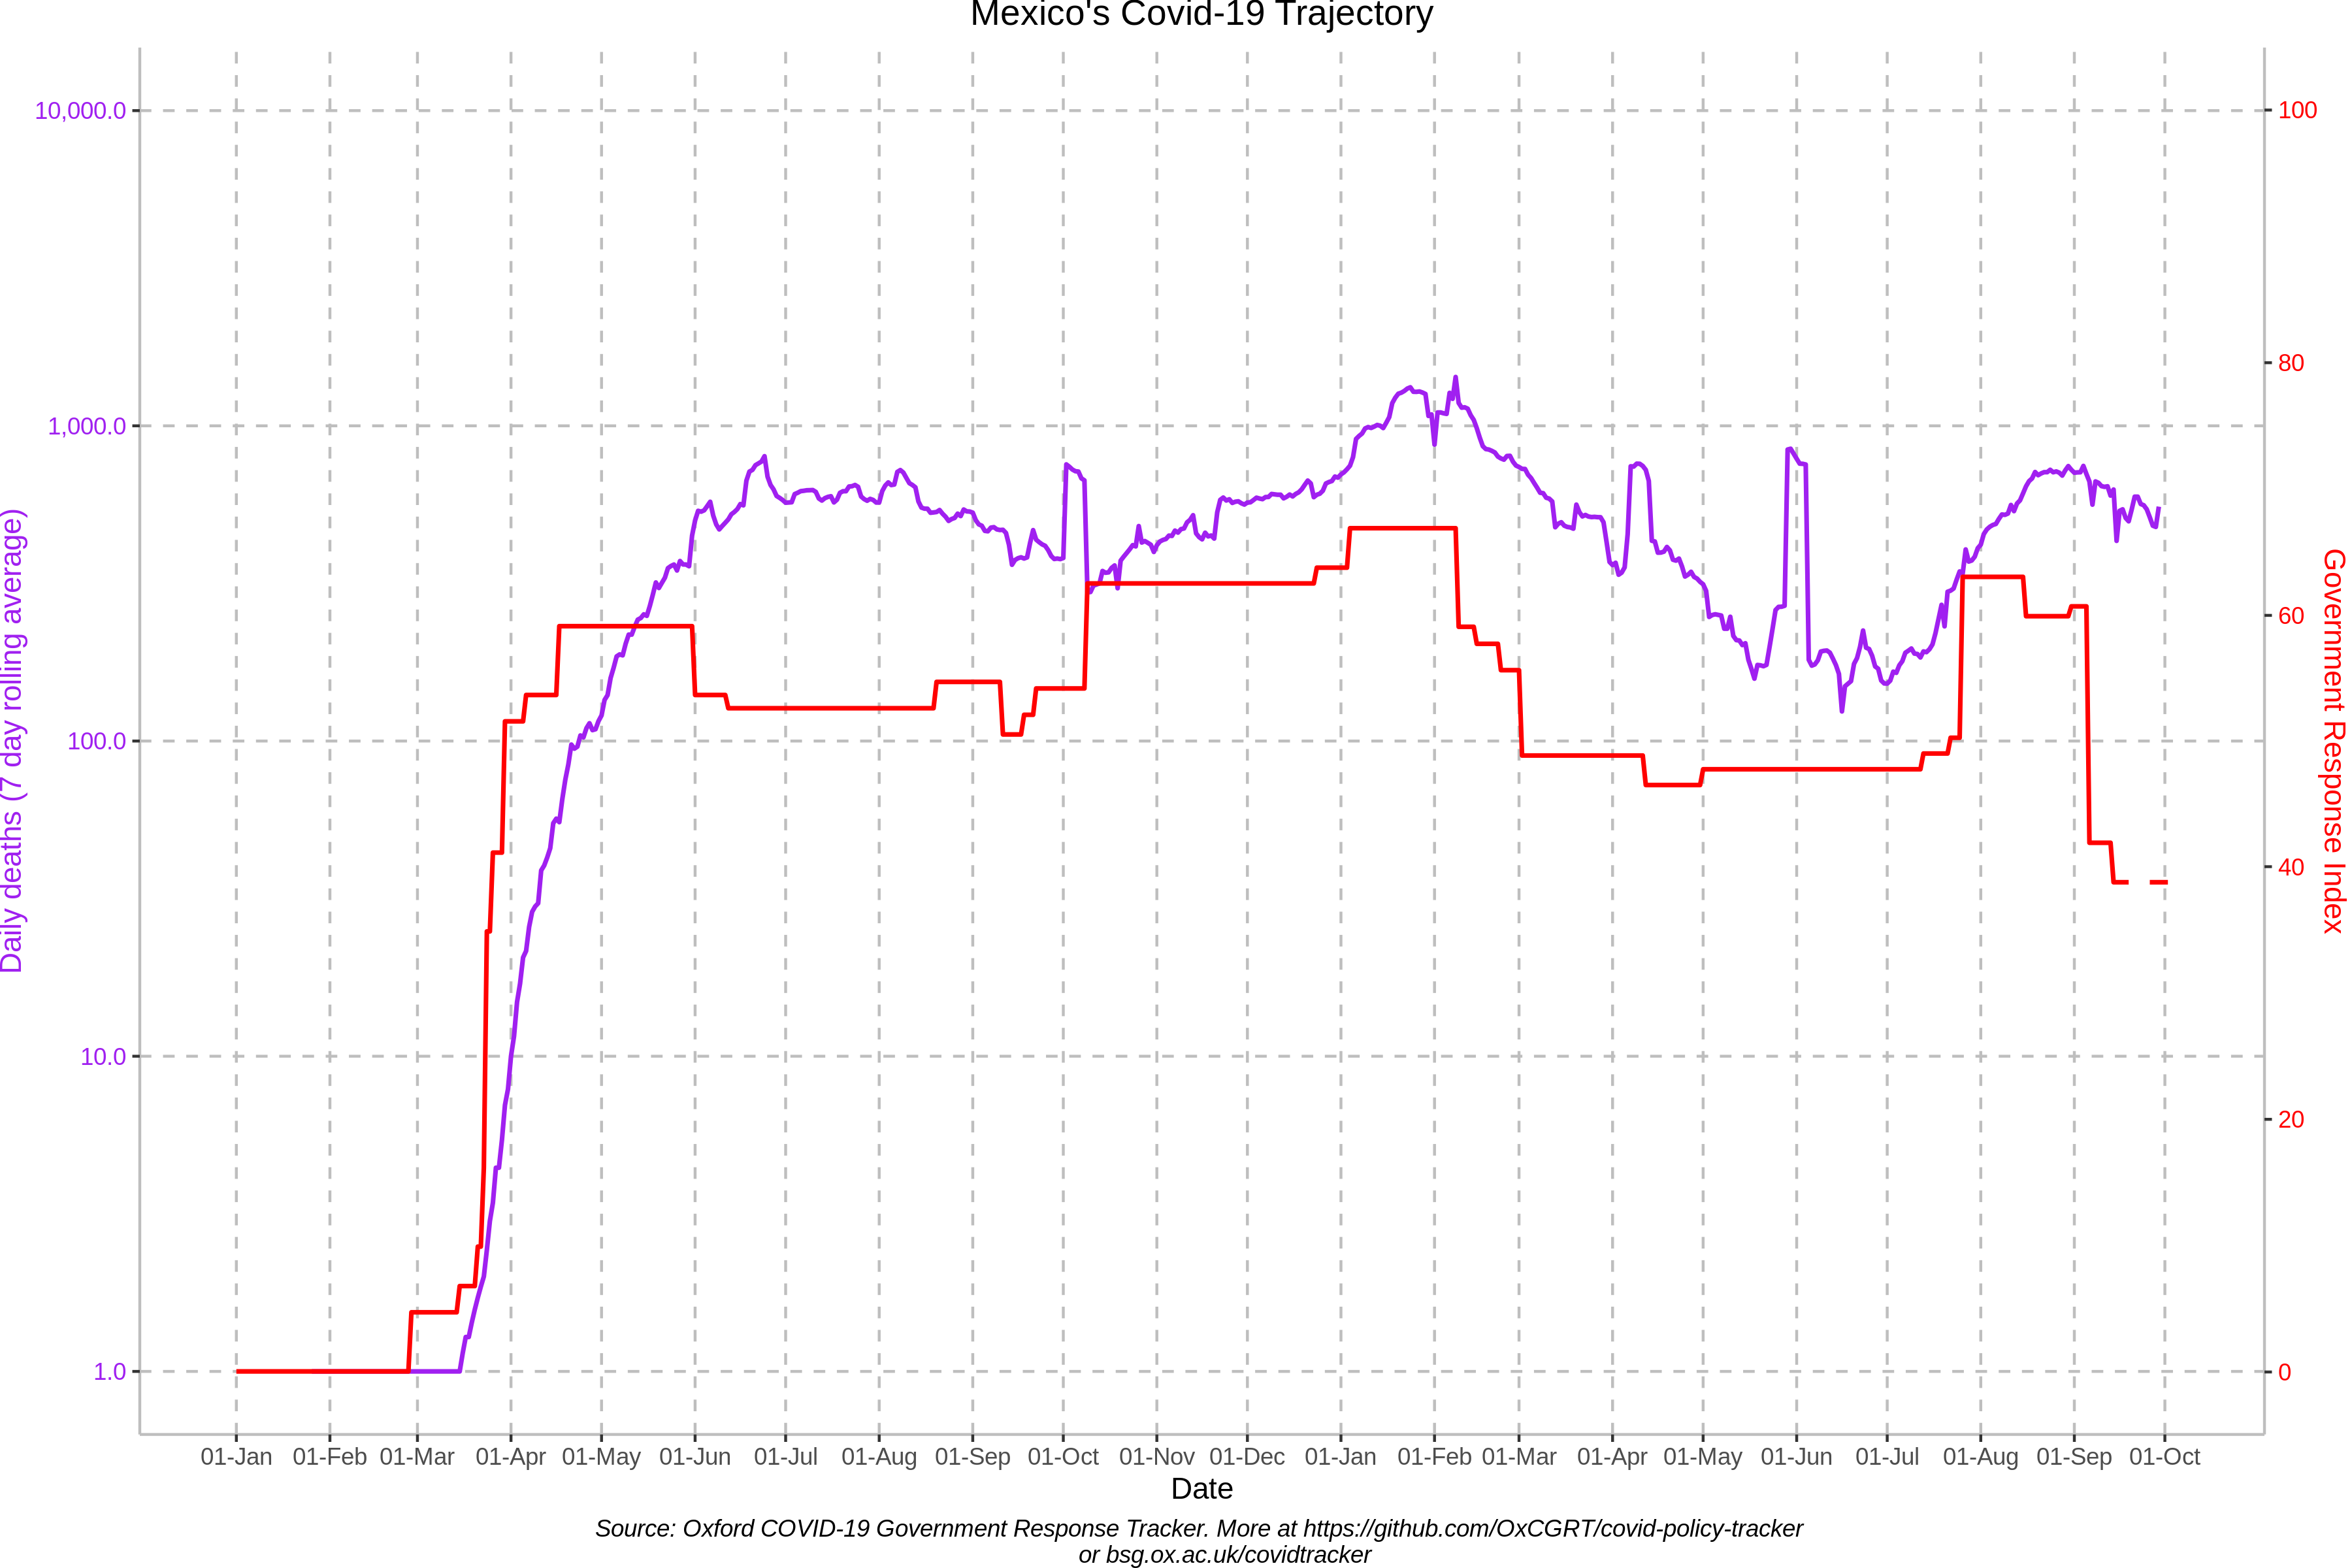 Mexico's Covid-19 Trajectory
10,000.0
1,000.0
100.0
10.0
1.0
Daily deaths (7 day rolling average)
100
80
60
40
20
0
Government Response Index
01-Jan 01-Feb 01-Mar 01-Apr 01-May 01-Jun 01-Jul 01-Aug 01-Sep 01-Oct 01-Nov 01-Dec 01-Jan 01-Feb 01-Mar 01-Apr 01-May 01-Jun 01-Jul 01-Aug 01-Sep 01-Oct
Date
Source: Oxford COVID-19 Government Response Tracker. More at https://github.com/OxCGRT/covid-policy-tracker
or bsg.ox.ac.uk/covidtracker